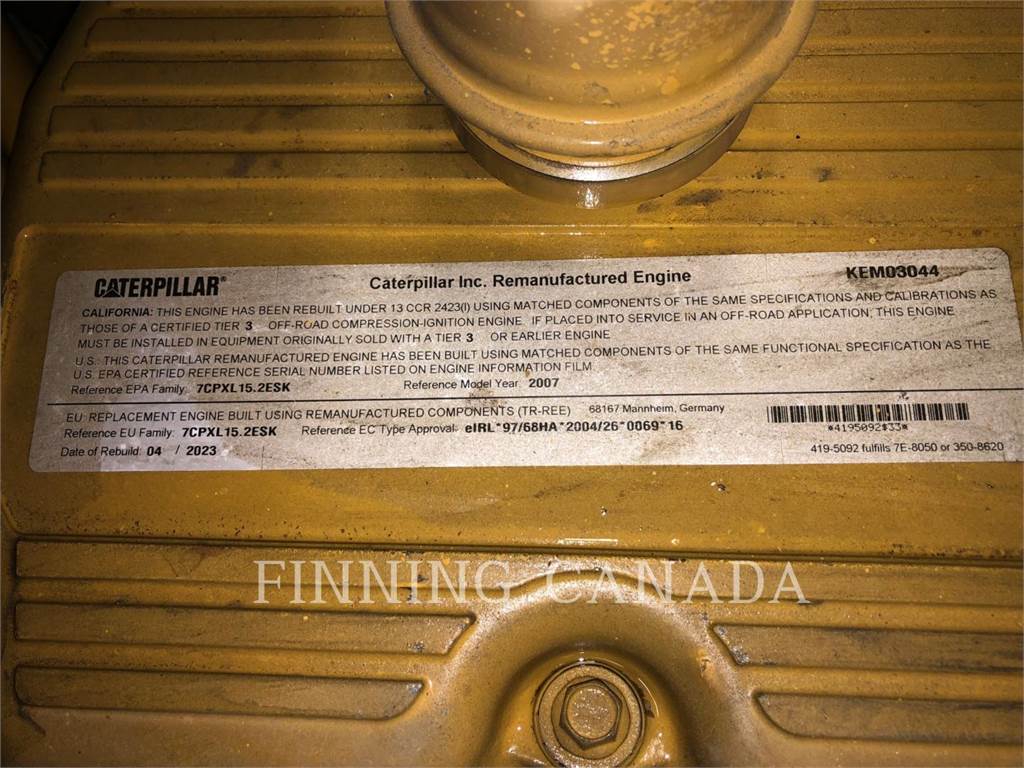 CATERPILLAR® Caterpillar Inc. Remanufactured Engine KEM03044
CALIFORNIA: THIS ENGINE HAS BEEN REBUILT UNDER 13 CCR 2423(l) USING MATCHED COMPONENTS OF THE SAME SPECIFICATIONS AND CALIBRATIONS AS
THOSE OF A CERTIFIED TIER 3 OFF-ROAD COMPRESSION-IGNITION ENGINE. IF PLACED INTO SERVICE IN AN OFF-ROAD APPLICATION, THIS ENGINE
MUST BE INSTALLED IN EQUIPMENT ORIGINALLY SOLD WITH A TIER 3 OR EARLIER ENGINE
U.S.: THIS CATERPILLAR REMANUFACTURED ENGINE HAS BEEN BUILT USING MATCHED COMPONENTS OF THE SAME FUNCTIONAL SPECIFICATION AS THE
U.S. EPA CERTIFIED REFERENCE SERIAL NUMBER LISTED ON ENGINE INFORMATION FILM
Reference EPA Family: 7CPXL15.2ESK Reference Model Year 2007
EU: REPLACEMENT ENGINE BUILT USING REMANUFACTURED COMPONENTS (TR-REE) 68167 Mannheim, Germany
Reference EU Family: 7CPXL15.2ESK Reference EC Type Approval: eIRL*97/68HA*2004/26*0069*16 *4195092$33*
Date of Rebuild: 04 / 2023 419-5092 fulfills 7E-8050 or 350-8620
FINNING CANADA